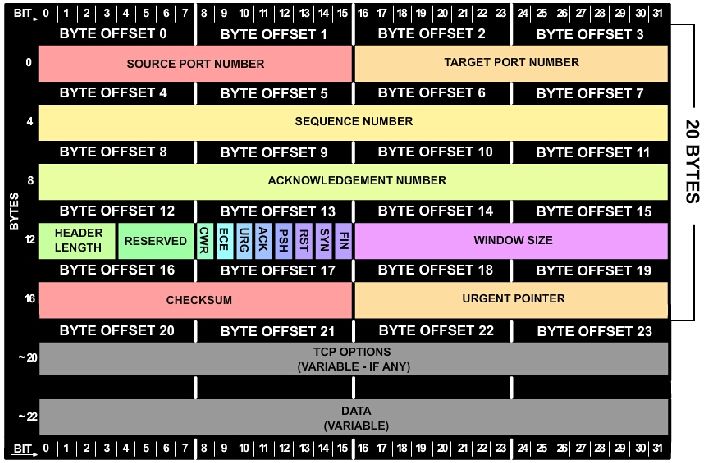 BIT 0 1 2 3 4 5 6 7 8 9 10 11 12 13 14 15 16 17 18 19 20 21 22 23 24 25 26 27 28 29 30 31
BYTE OFFSET 0 BYTE OFFSET 1 BYTE OFFSET 2 BYTE OFFSET 3
0 SOURCE PORT NUMBER TARGET PORT NUMBER
BYTE OFFSET 4 BYTE OFFSET 5 BYTE OFFSET 6 BYTE OFFSET 7
4 SEQUENCE NUMBER
BYTE OFFSET 8 BYTE OFFSET 9 BYTE OFFSET 10 BYTE OFFSET 11
8 ACKNOWLEDGEMENT NUMBER
BYTE OFFSET 12 BYTE OFFSET 13 BYTE OFFSET 14 BYTE OFFSET 15
12 HEADER LENGTH RESERVED CWR ECE URG ACK PSH RST SYN FIN WINDOW SIZE
BYTE OFFSET 16 BYTE OFFSET 17 BYTE OFFSET 18 BYTE OFFSET 19
16 CHECKSUM URGENT POINTER
BYTE OFFSET 20 BYTE OFFSET 21 BYTE OFFSET 22 BYTE OFFSET 23
~20 TCP OPTIONS
(VARIABLE - IF ANY)
~22 DATA
(VARIABLE)
BIT 0 1 2 3 4 5 6 7 8 9 10 11 12 13 14 15 16 17 18 19 20 21 22 23 24 25 26 27 28 29 30 31
BYTES
20 BYTES